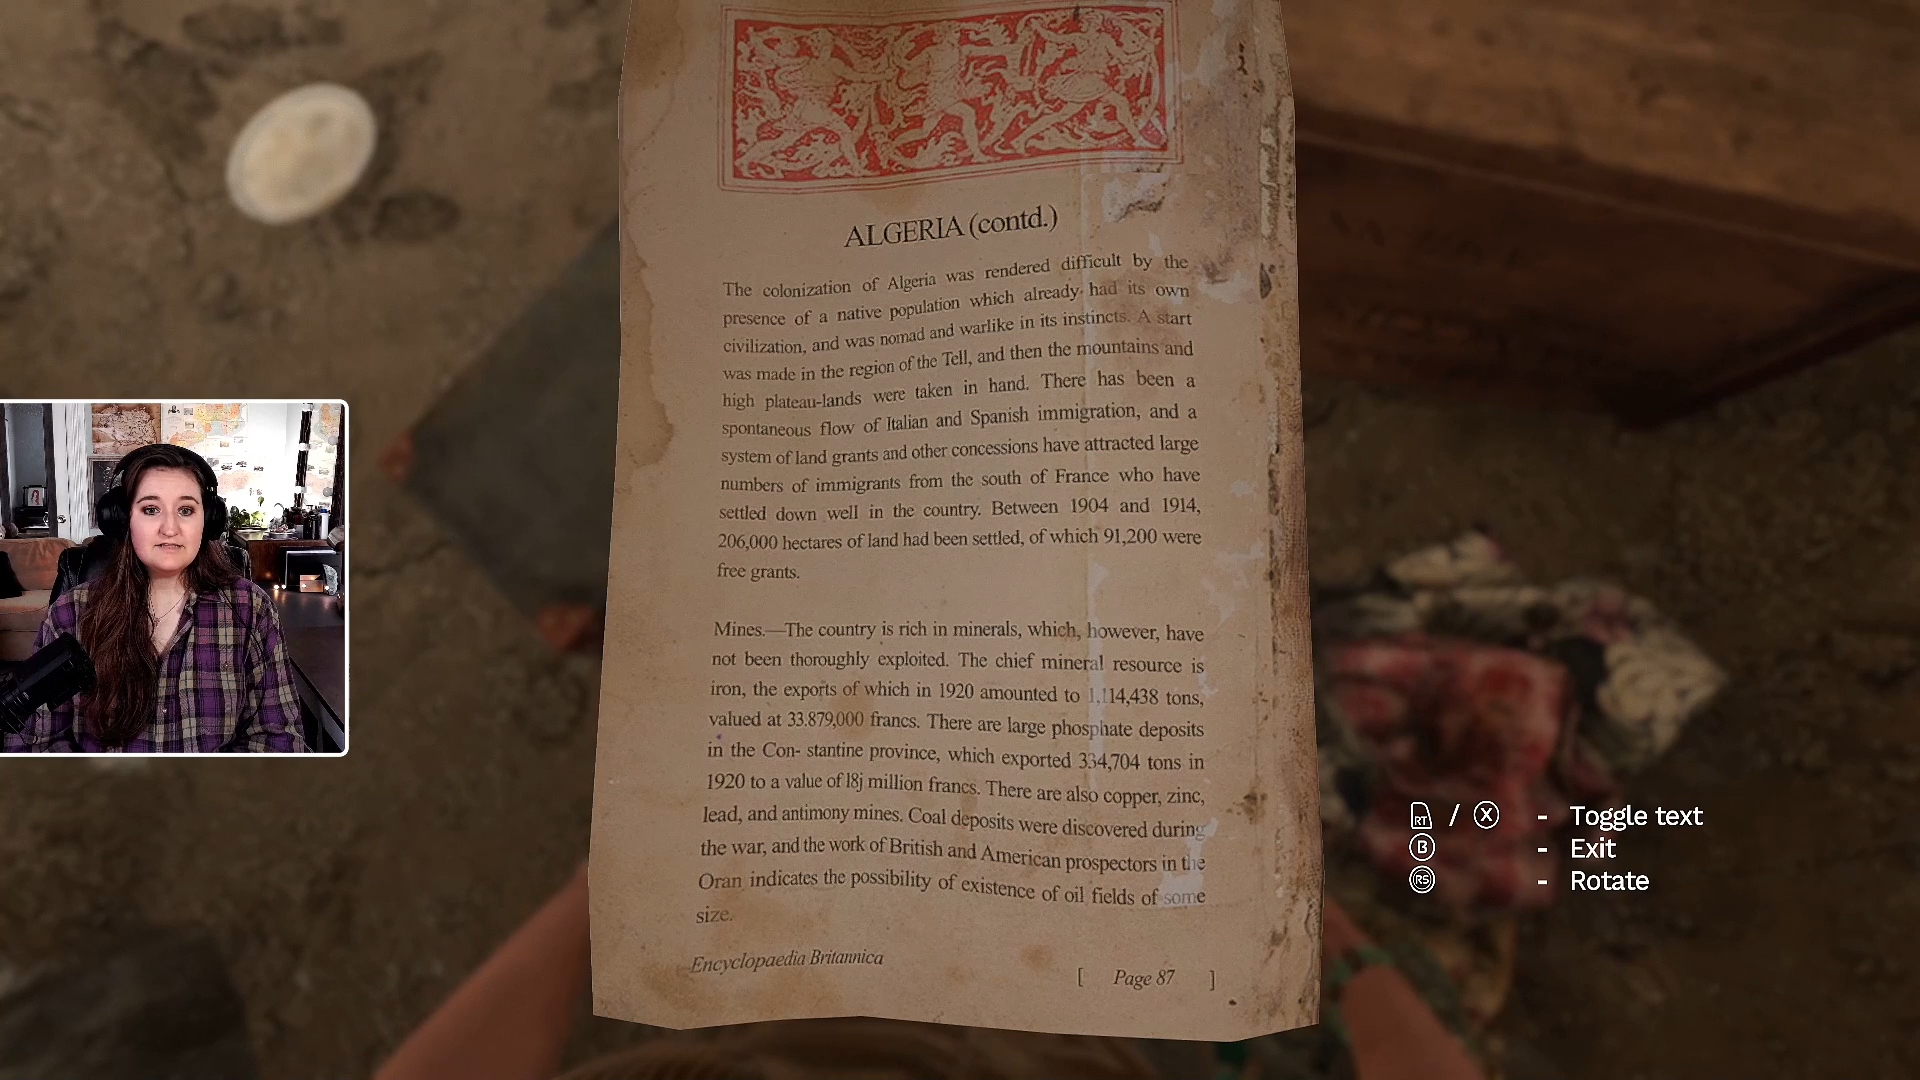 ALGERIA (contd.)
The colonization of Algeria was rendered difficult by the
presence of a native population which already had its own
civilization, and was nomad and warlike in its instincts. A start
was made in the region of the Tell, and then the mountains and
high plateau-lands were taken in hand. There has been a
spontaneous flow of Italian and Spanish immigration, and a
system of land grants and other concessions have attracted large
numbers of immigrants from the south of France who have
settled down well in the country. Between 1904 and 1914,
206,000 hectares of land had been settled, of which 91,200 were
free grants.
Mines.—The country is rich in minerals, which, however, have
not been thoroughly exploited. The chief mineral resource is
iron, the exports of which in 1920 amounted to 1,114,438 tons,
valued at 33.879,000 francs. There are large phosphate deposits
in the Con- stantine province, which exported 334,704 tons in
1920 to a value of 18j million francs. There are also copper, zinc,
lead, and antimony mines. Coal deposits were discovered during
the war, and the work of British and American prospectors in the
Oran indicates the possibility of existence of oil fields of some
size.
Encyclopaedia Britannica
[ Page 87 ]
RT / X - Toggle text
B - Exit
RS - Rotate